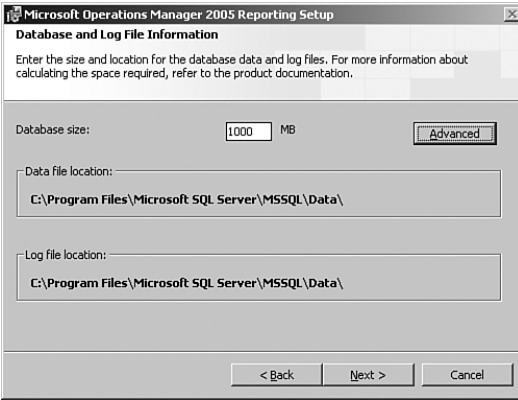 Microsoft Operations Manager 2005 Reporting Setup
Database and Log File Information
Enter the size and location for the database data and log files. For more information about
calculating the space required, refer to the product documentation.
Database size: 1000 MB Advanced
Data file location:
C:\Program Files\Microsoft SQL Server\MSSQL\Data\
Log file location:
C:\Program Files\Microsoft SQL Server\MSSQL\Data\
< Back Next > Cancel